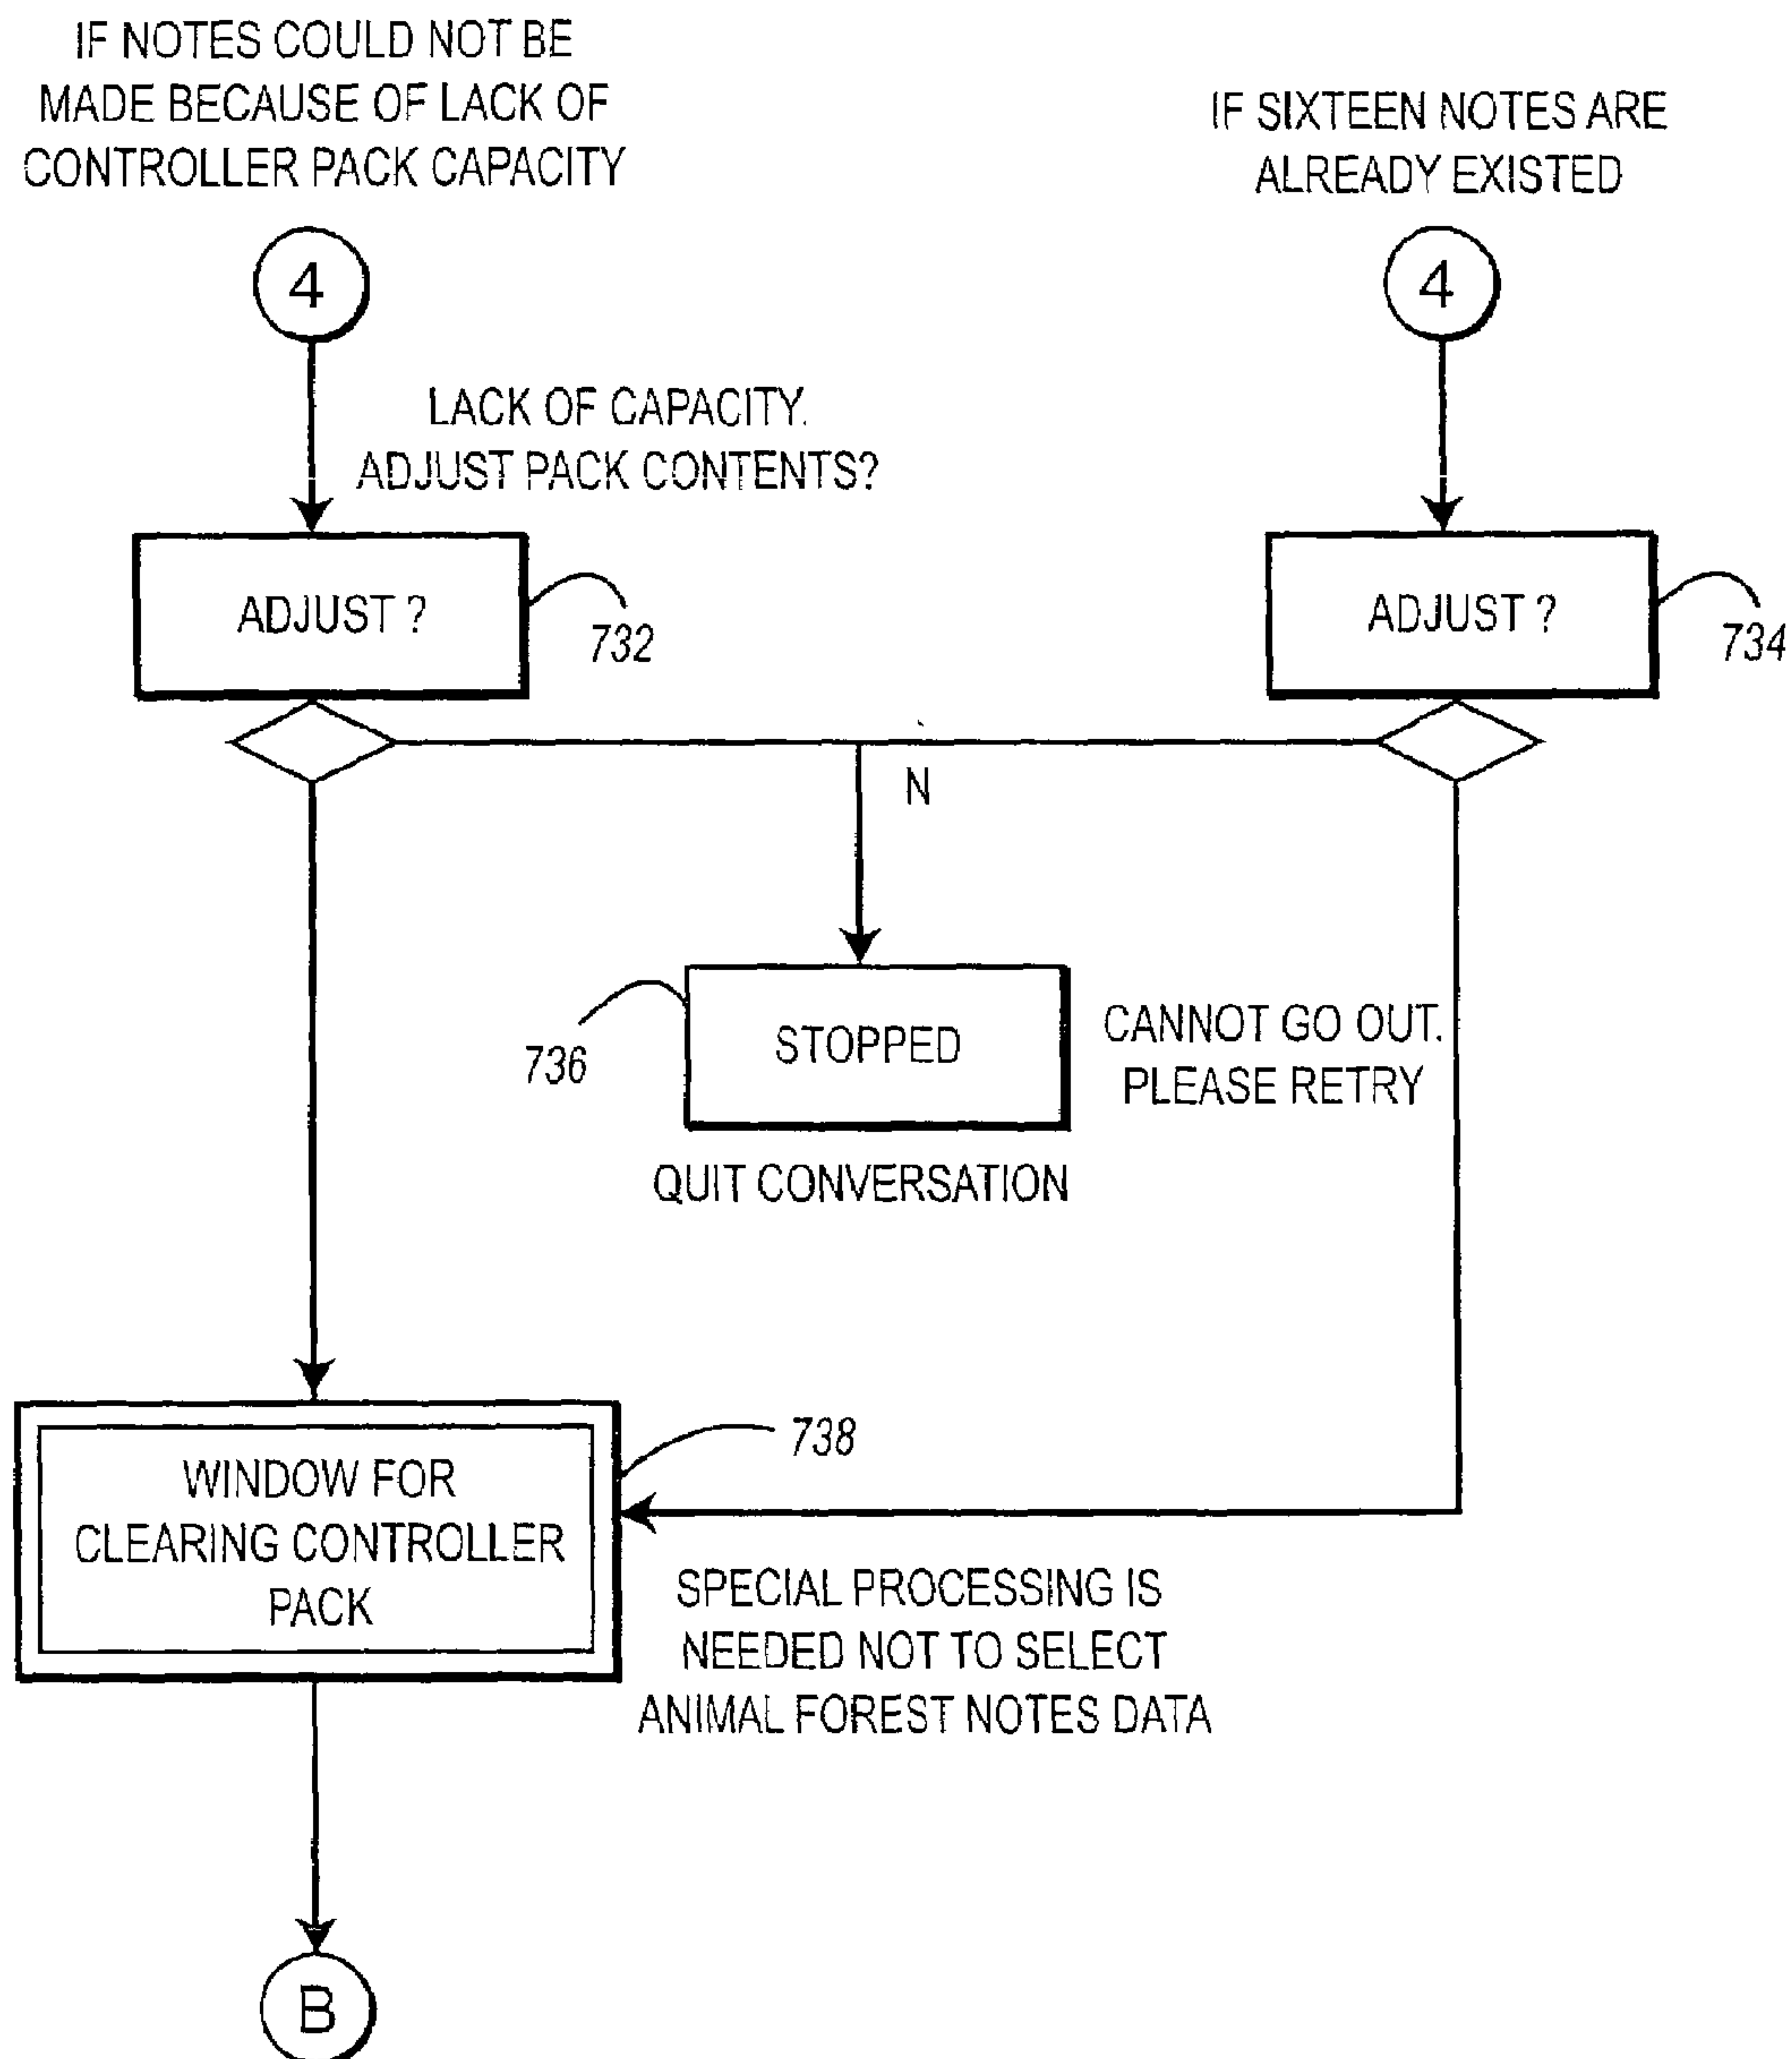 IF NOTES COULD NOT BE
MADE BECAUSE OF LACK OF
CONTROLLER PACK CAPACITY
IF SIXTEEN NOTES ARE
ALREADY EXISTED
4
4
LACK OF CAPACITY.
ADJUST PACK CONTENTS?
ADJUST ?
732
ADJUST ?
734
N
STOPPED
736
CANNOT GO OUT.
PLEASE RETRY
QUIT CONVERSATION
WINDOW FOR
CLEARING CONTROLLER
PACK
738
SPECIAL PROCESSING IS
NEEDED NOT TO SELECT
ANIMAL FOREST NOTES DATA
B